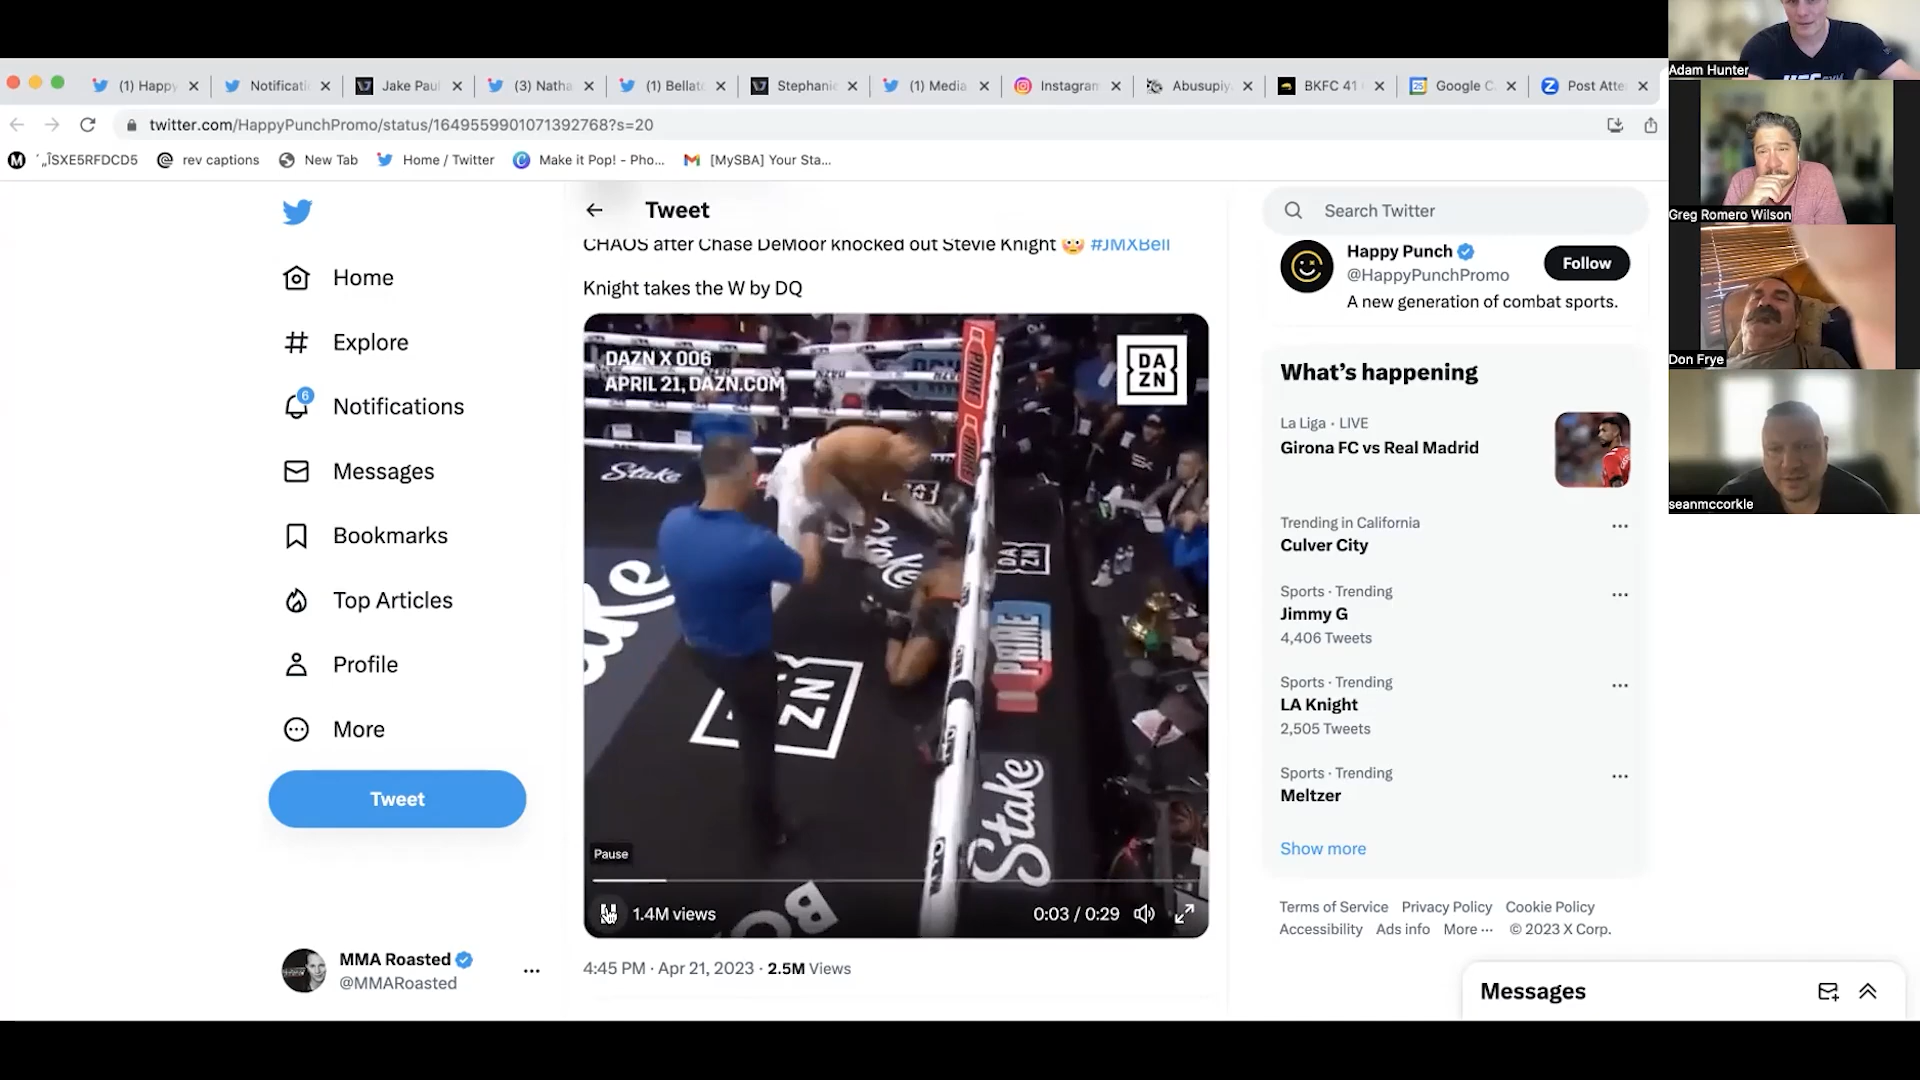 (1) Happy
Notificati
Jake Paul
(3) Natha
(1) Bellato
Stephanie
(1) Media
Instagram
Abusupiy
BKFC 41
Google C
Post Atte
twitter.com/HappyPunchPromo/status/1649559901071392768?s=20
rev captions
New Tab
Home / Twitter
Make it Pop! - Pho...
[MySBA] Your Sta...
Home
Explore
6
Notifications
Messages
Bookmarks
Top Articles
Profile
More
Tweet
MMA Roasted
@MMARoasted
Tweet
CHAOS after Chase DeMoor knocked out Stevie Knight 😳 #JMXBell
Knight takes the W by DQ
DAZN X 006
APRIL 21, DAZN.COM
DA
ZN
Stake
PRIME
DAZN
PRIME
Stake
Pause
1.4M views
0:03 / 0:29
4:45 PM · Apr 21, 2023 · 2.5M Views
Search Twitter
Happy Punch
@HappyPunchPromo
Follow
A new generation of combat sports.
What’s happening
La Liga · LIVE
Girona FC vs Real Madrid
Trending in California
Culver City
Sports · Trending
Jimmy G
4,406 Tweets
Sports · Trending
LA Knight
2,505 Tweets
Sports · Trending
Meltzer
Show more
Terms of Service Privacy Policy Cookie Policy
Accessibility Ads info More ··· © 2023 X Corp.
Messages
Adam Hunter
Greg Romero Wilson
Don Frye
seanmccorkle